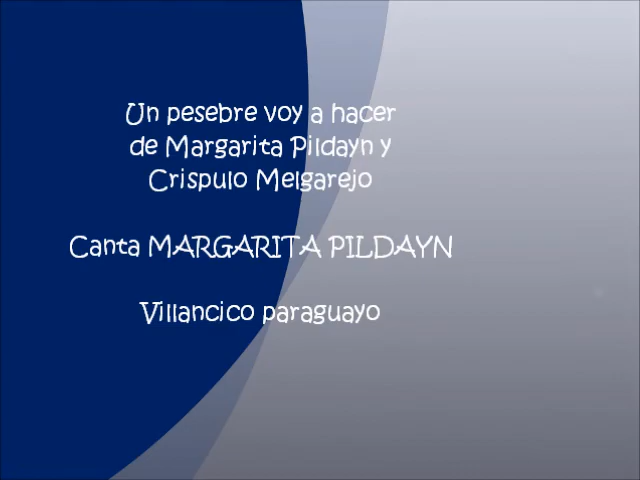 Un pesebre voy a hacer
de Margarita Pildayn y
Crispulo Melgarejo
Canta MARGARITA PILDAYN
Villancico paraguayo